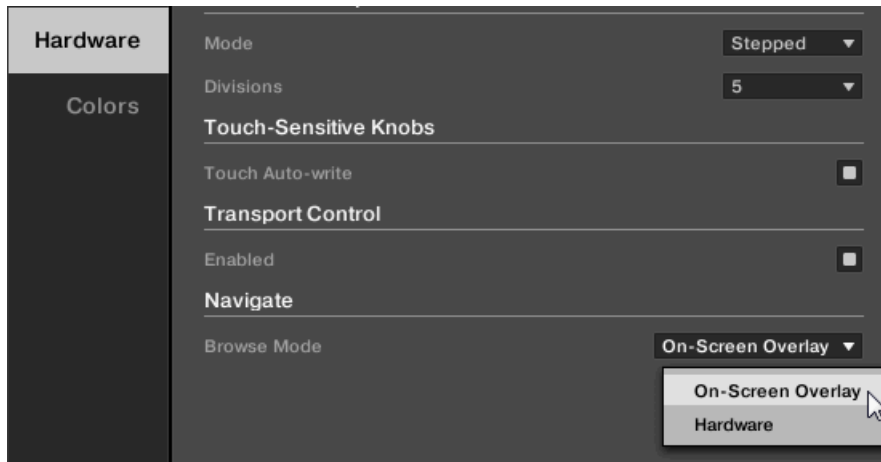 Hardware
Colors
Mode
Stepped
Divisions
5
Touch-Sensitive Knobs
Touch Auto-write
Transport Control
Enabled
Navigate
Browse Mode
On-Screen Overlay
On-Screen Overlay
Hardware